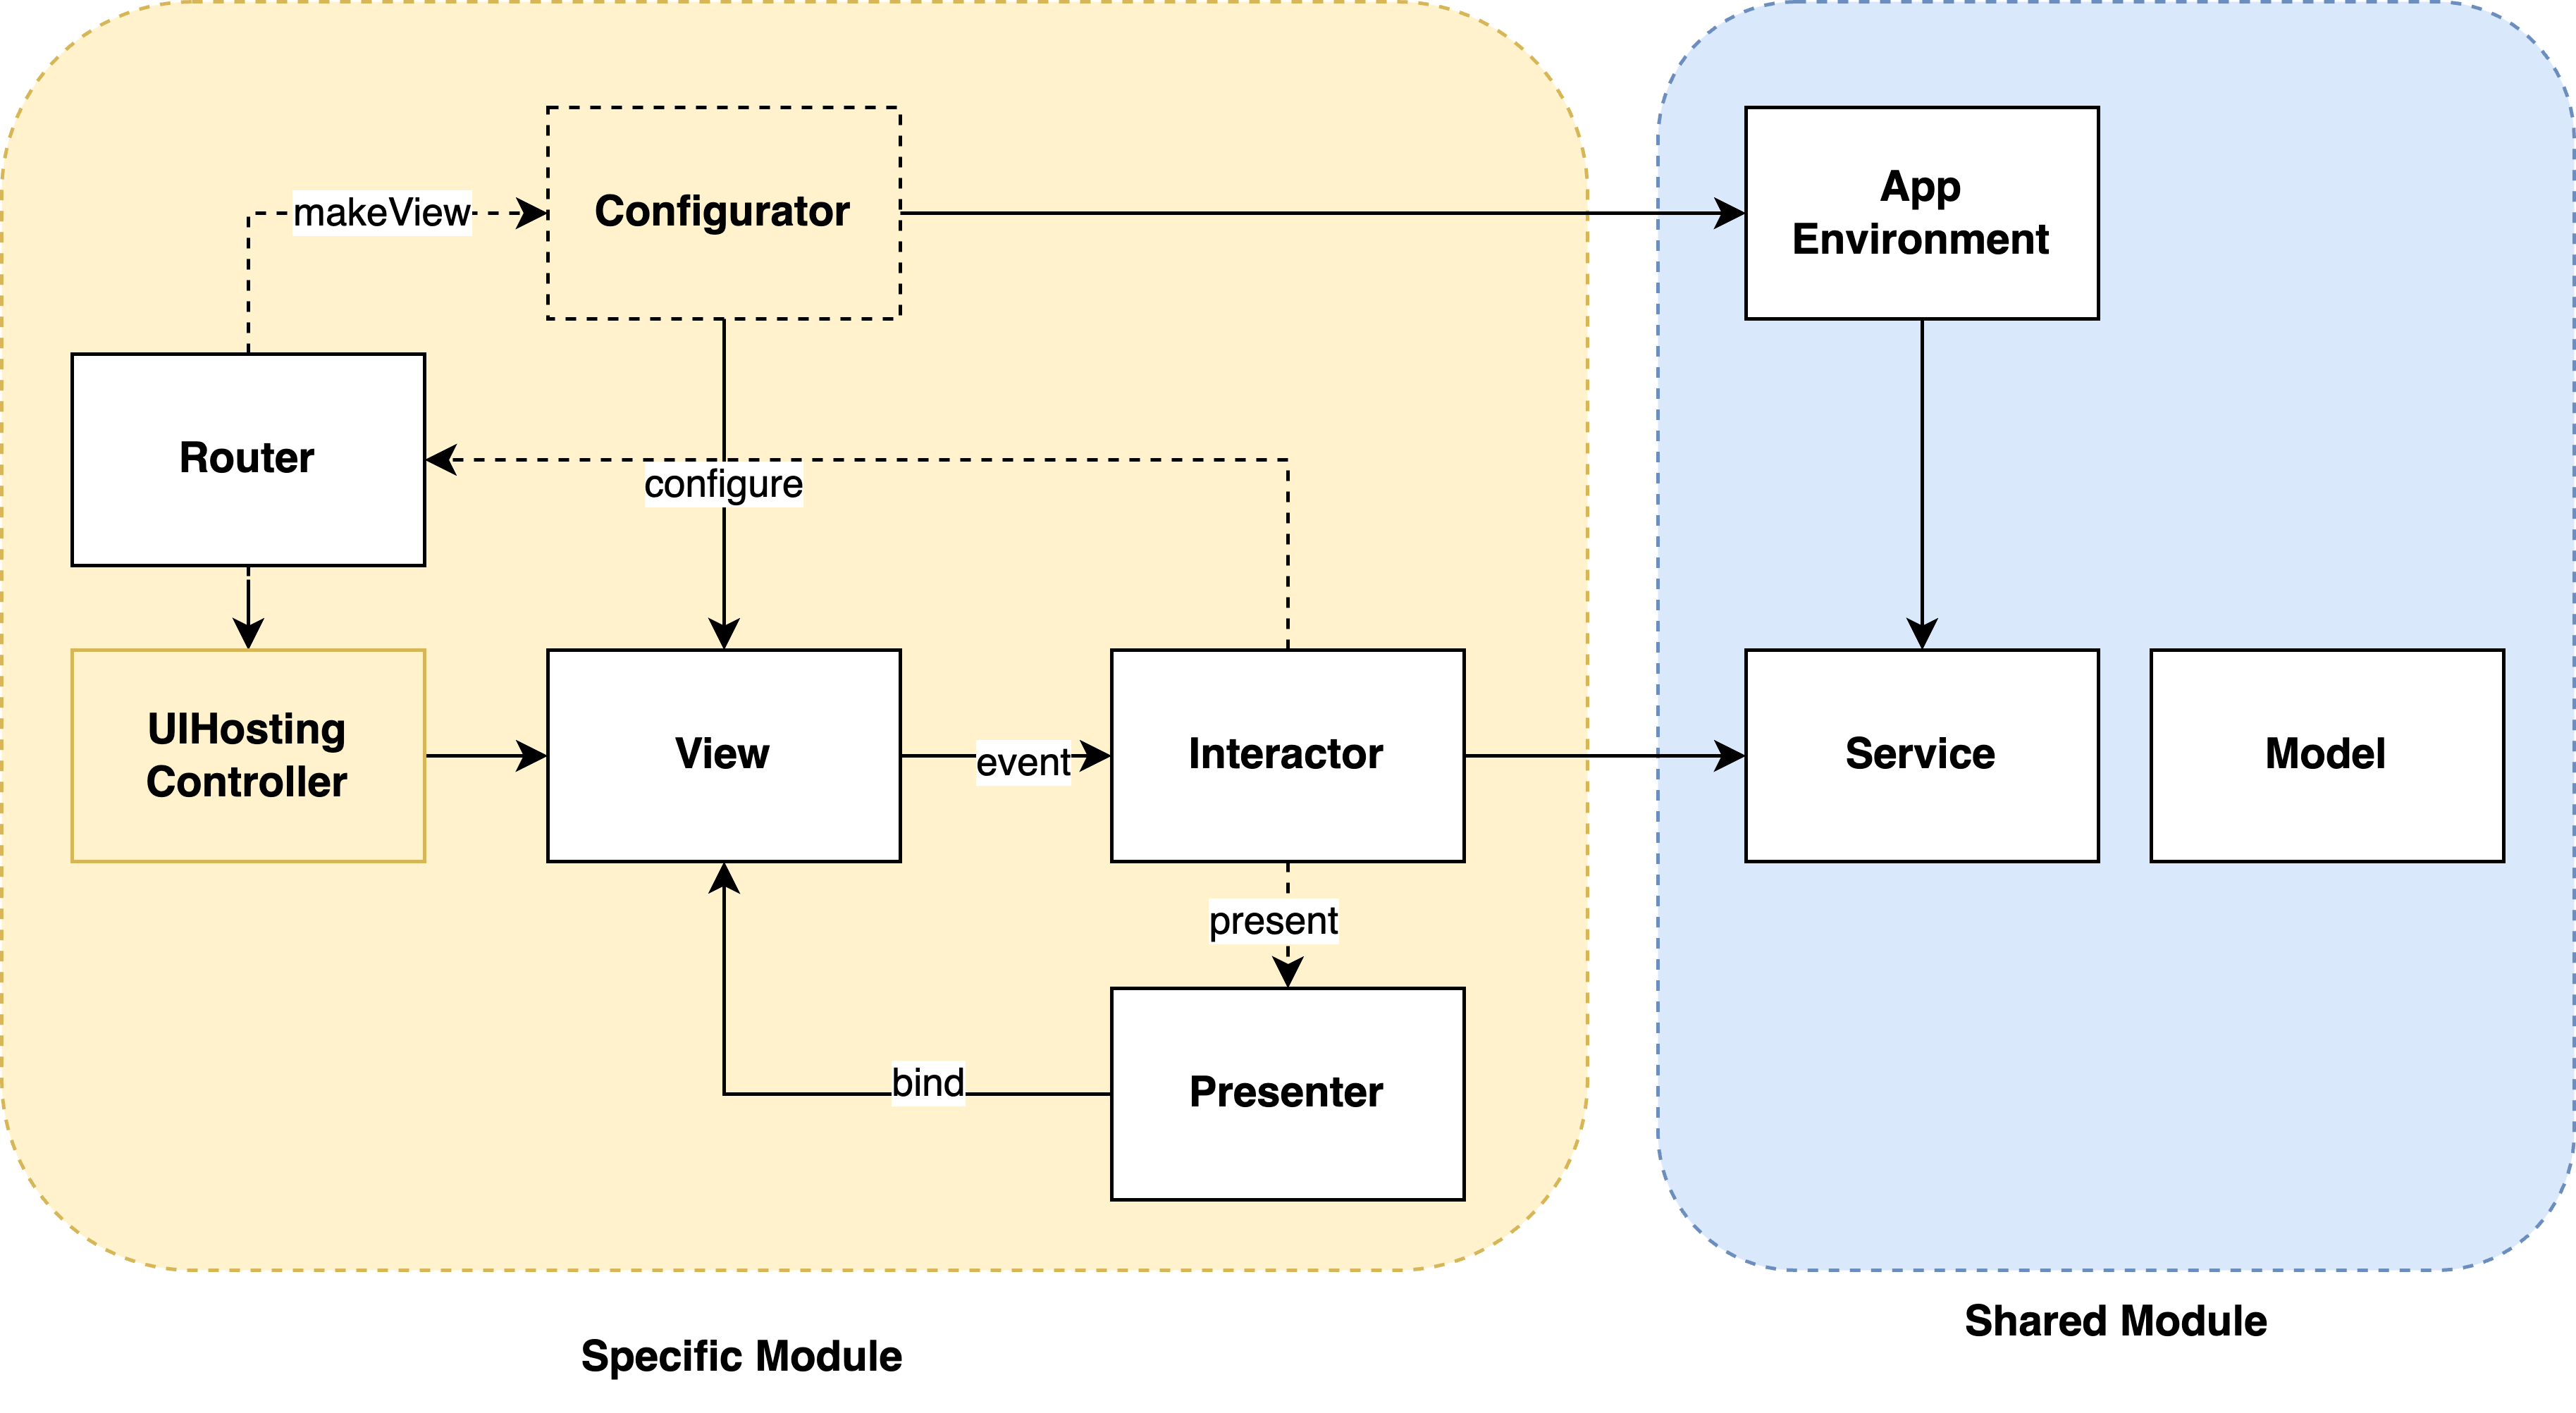 makeView
Configurator
App
Environment
Router
configure
UIHosting
Controller
View
event
Interactor
Service
Model
present
bind
Presenter
Shared Module
Specific Module